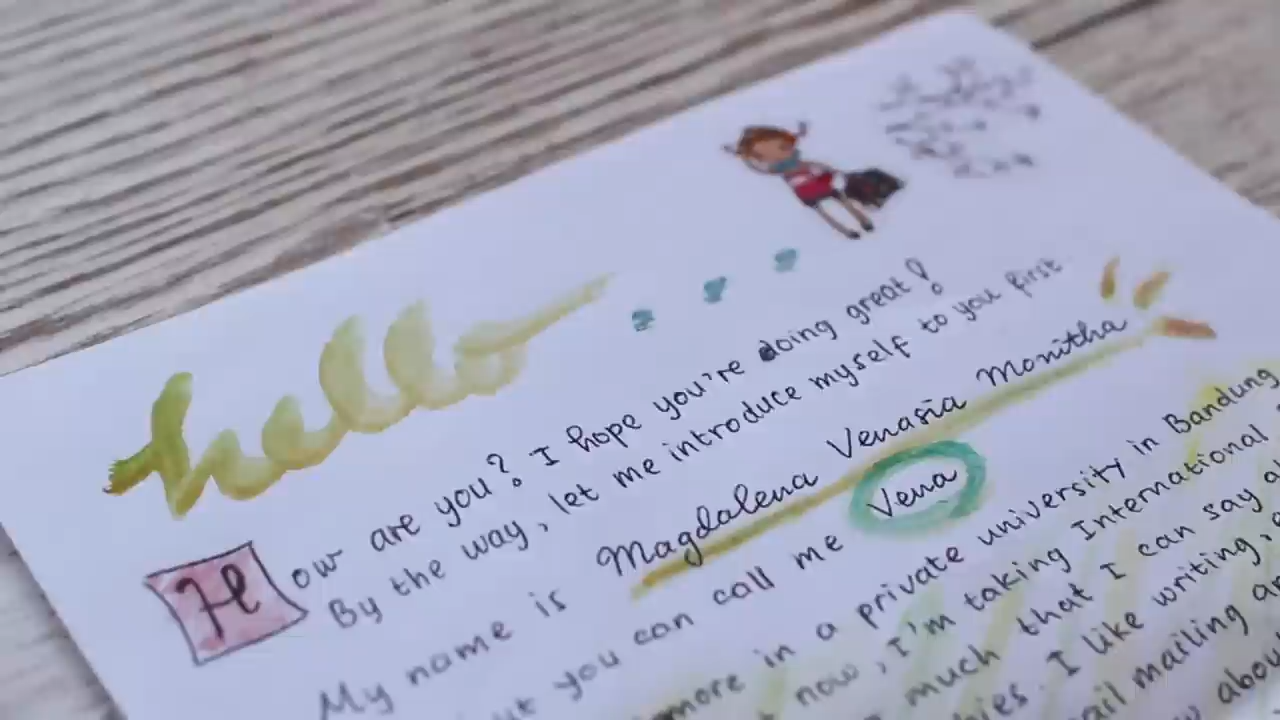 hello
How are you? I hope you're doing great!
By the way, let me introduce myself to you first
My name is Magdalena Venasia Monitha
you can call me Vena
more in a private university in Bandung
now, I'm taking International
much that I can say
I like writing,
mailing